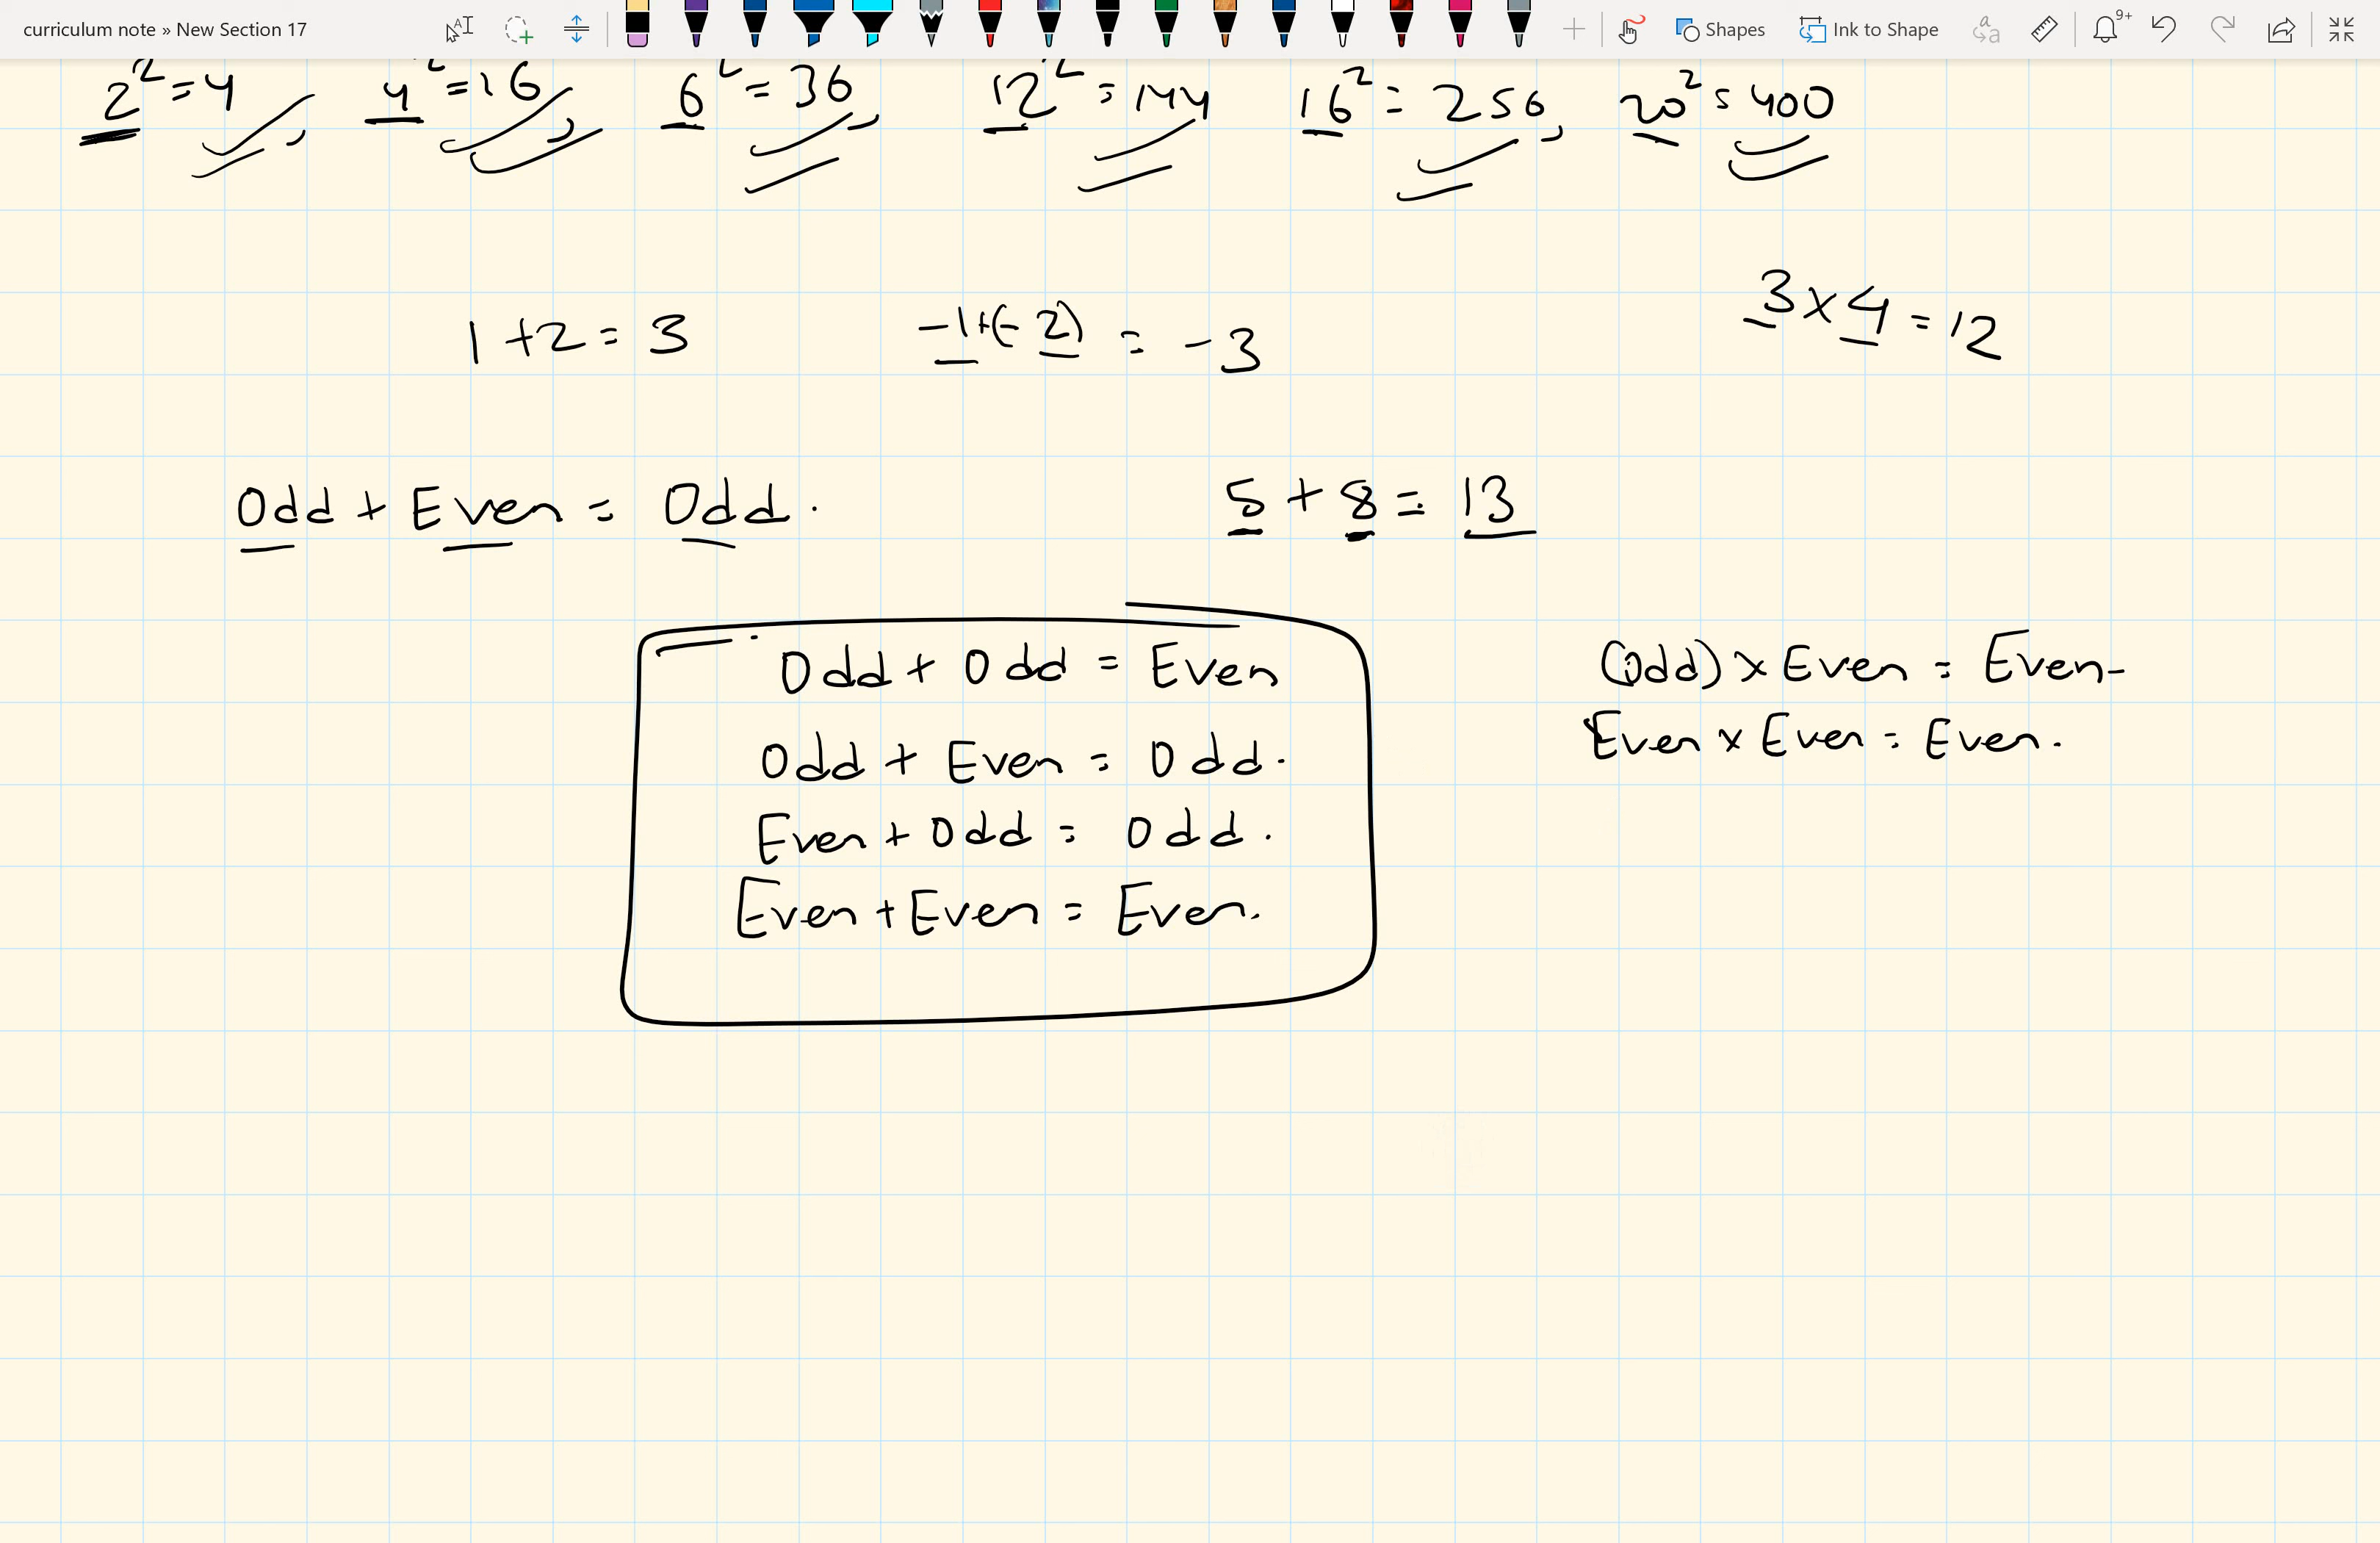 curriculum note » New Section 17
Shapes
Ink to Shape
9+
2² = 4, 4² = 16, 6² = 36, 12² = 144 16² = 256, 20² = 400
1 + 2 = 3 -1 + (-2) = -3 3 × 4 = 12
Odd + Even = Odd. 5 + 8 = 13
Odd + Odd = Even
Odd + Even = Odd.
Even + Odd = Odd.
Even + Even = Even.
(Odd) × Even = Even-
Even × Even = Even.